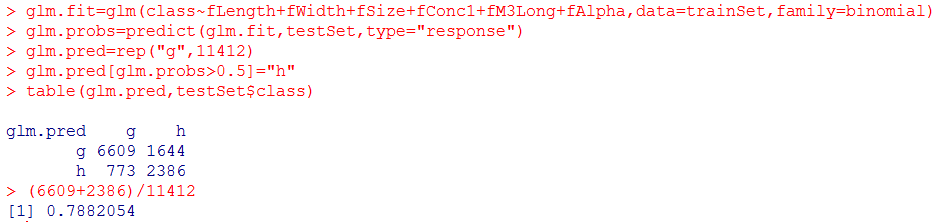 > glm.fit=glm(class~fLength+fWidth+fSize+fConc1+fM3Long+fAlpha,data=trainSet,family=binomial)
> glm.probs=predict(glm.fit,testSet,type="response")
> glm.pred=rep("g",11412)
> glm.pred[glm.probs>0.5]="h"
> table(glm.pred,testSet$class)
glm.pred g h
g 6609 1644
h 773 2386
> (6609+2386)/11412
[1] 0.7882054